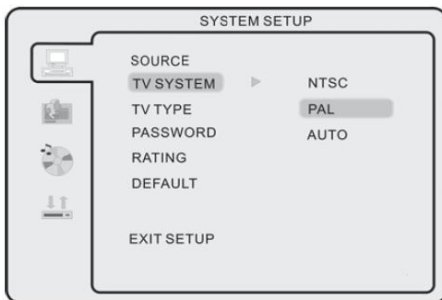 SYSTEM SETUP
SOURCE
TV SYSTEM NTSC
TV TYPE PAL
PASSWORD AUTO
RATING
DEFAULT
EXIT SETUP